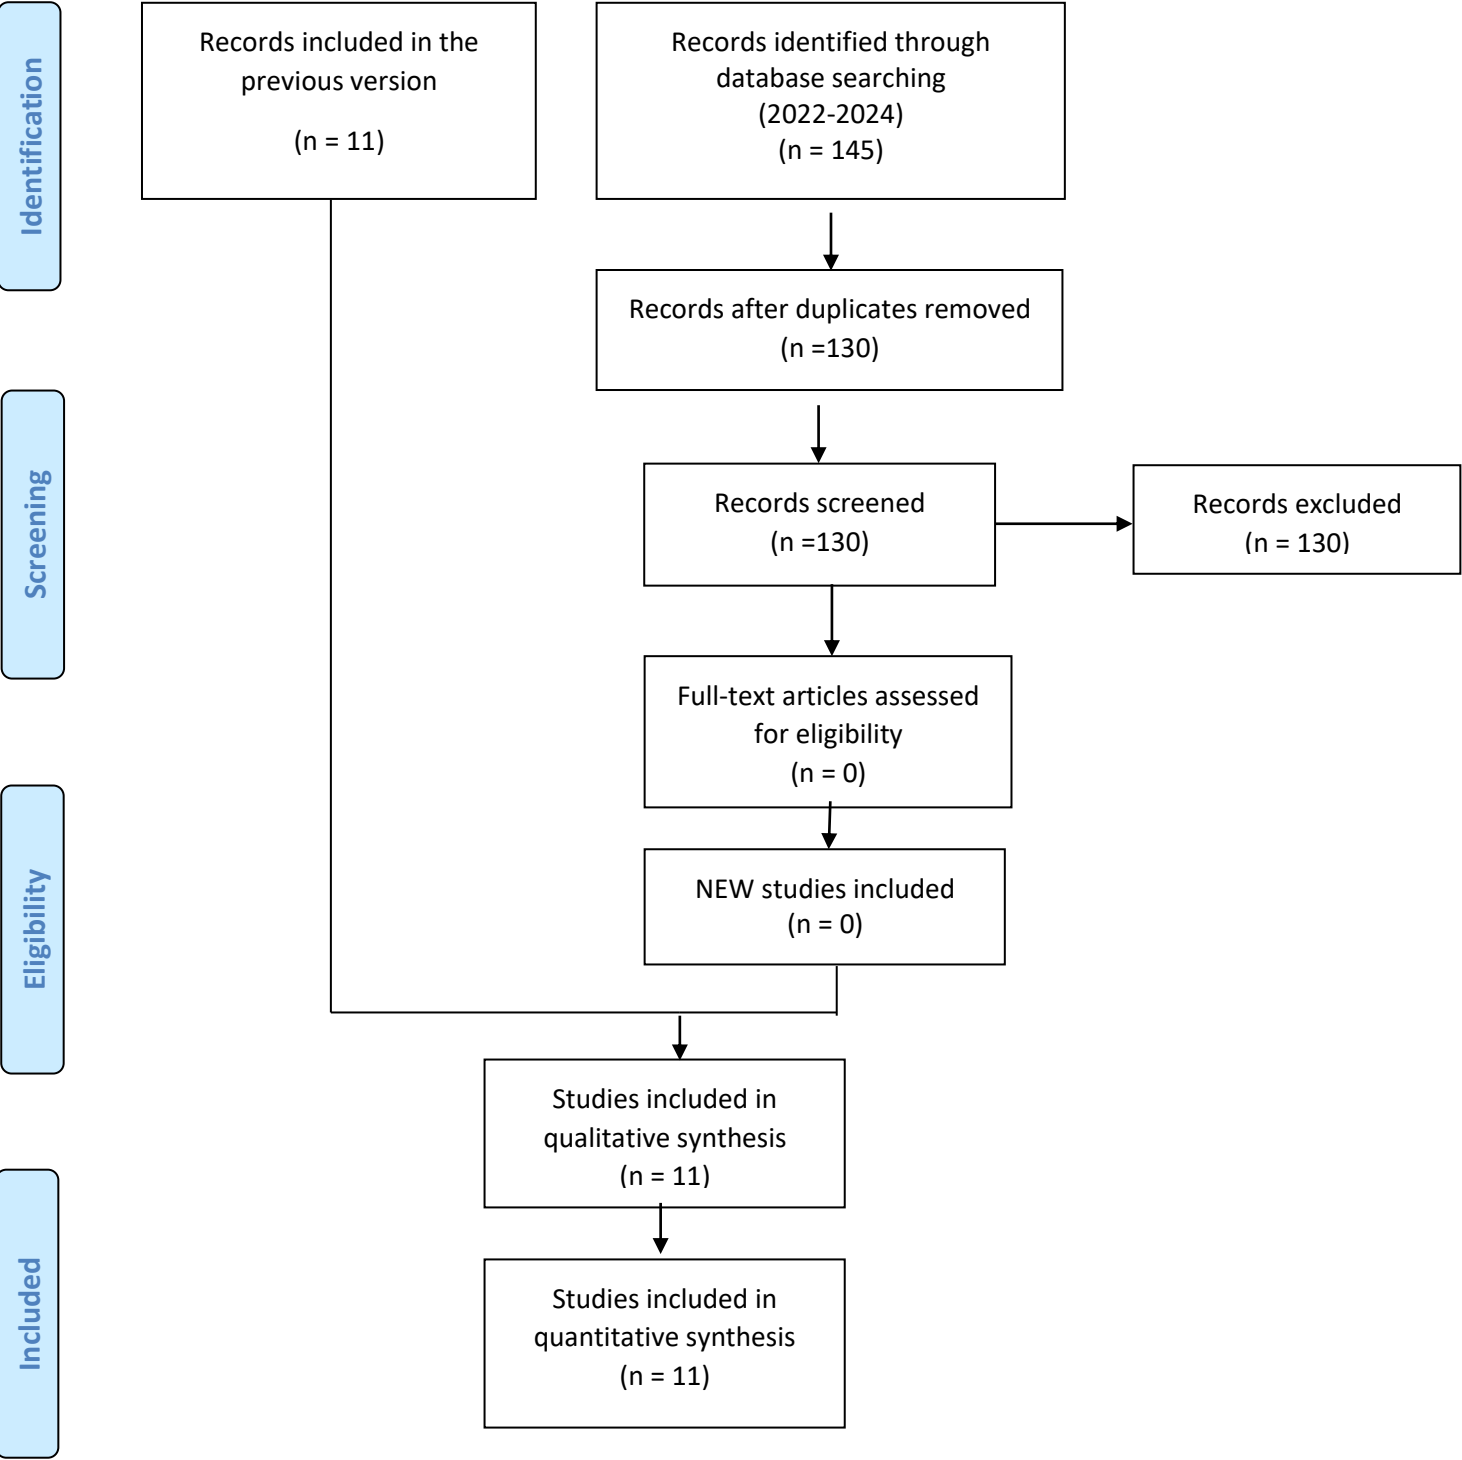 Identification
Records included in the
previous version
(n = 11)
Records identified through
database searching
(2022-2024)
(n = 145)
Records after duplicates removed
(n =130)
Screening
Records screened
(n =130)
Records excluded
(n = 130)
Full-text articles assessed
for eligibility
(n = 0)
Eligibility
NEW studies included
(n = 0)
Studies included in
qualitative synthesis
(n = 11)
Included
Studies included in
quantitative synthesis
(n = 11)